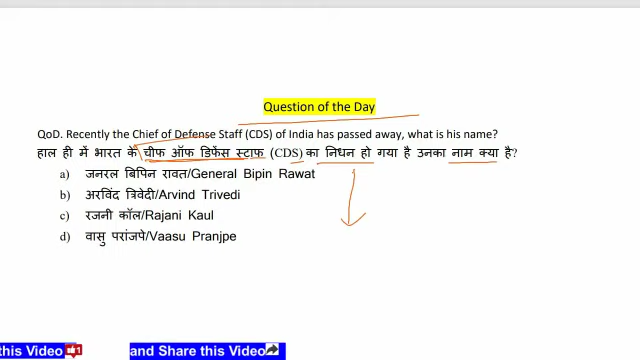 Question of the Day
QoD. Recently the Chief of Defense Staff (CDS) of India has passed away, what is his name?
हाल ही में भारत के चीफ ऑफ डिफेंस स्टाफ (CDS) का निधन हो गया है उनका नाम क्या है?
a) जनरल बिपिन रावत/General Bipin Rawat
b) अरविंद त्रिवेदी/Arvind Trivedi
c) रजनी कॉल/Rajani Kaul
d) वासु परांजपे/Vaasu Pranjpe
this Video 1 and Share this Video